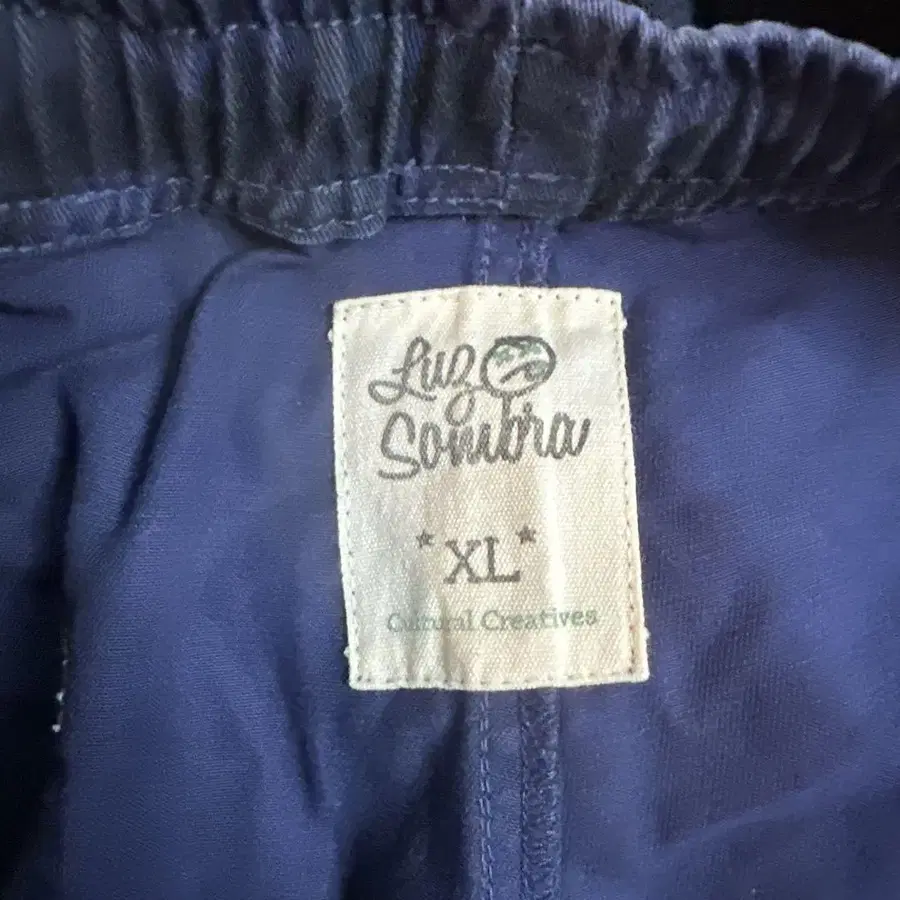 Luz
Sombra
* XL *
Cultural Creatives